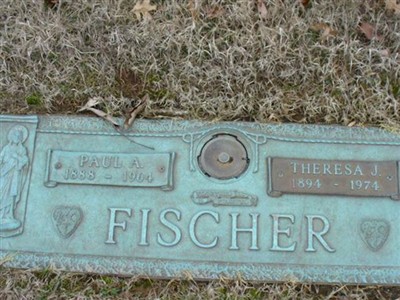 PAUL A.
1888 - 1964
THERESA J.
1894 - 1974
FISCHER